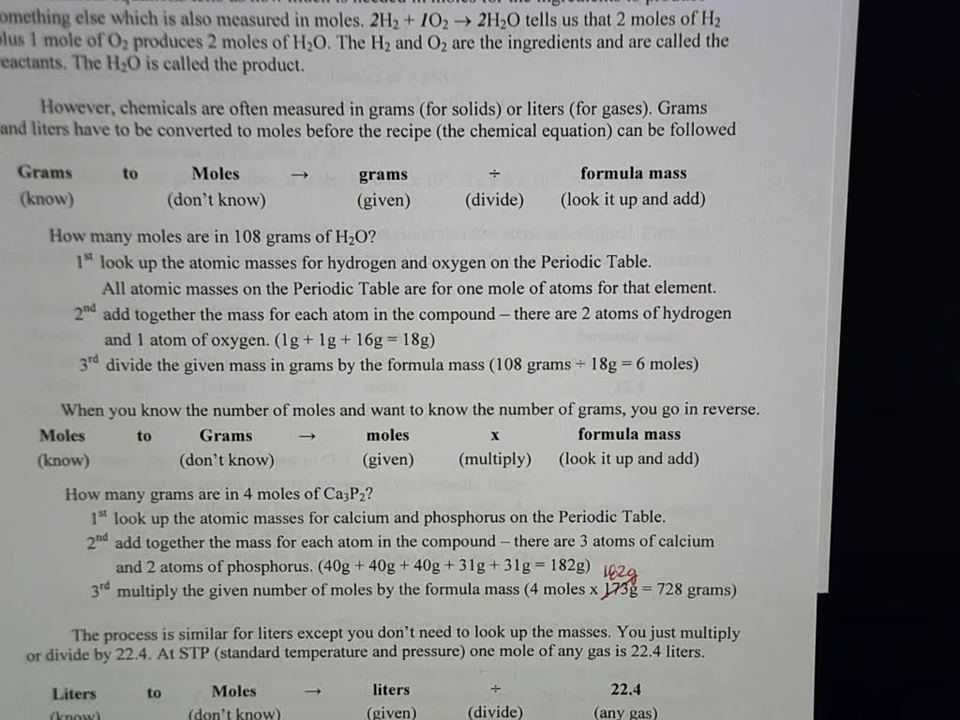 omething else which is also measured in moles. 2H₂ + 1O₂ → 2H₂O tells us that 2 moles of H₂
lus 1 mole of O₂ produces 2 moles of H₂O. The H₂ and O₂ are the ingredients and are called the
eactants. The H₂O is called the product.
However, chemicals are often measured in grams (for solids) or liters (for gases). Grams
and liters have to be converted to moles before the recipe (the chemical equation) can be followed
Grams to Moles → grams ÷ formula mass
(know) (don't know) (given) (divide) (look it up and add)
How many moles are in 108 grams of H₂O?
1st look up the atomic masses for hydrogen and oxygen on the Periodic Table.
All atomic masses on the Periodic Table are for one mole of atoms for that element.
2nd add together the mass for each atom in the compound – there are 2 atoms of hydrogen
and 1 atom of oxygen. (1g + 1g + 16g = 18g)
3rd divide the given mass in grams by the formula mass (108 grams ÷ 18g = 6 moles)
When you know the number of moles and want to know the number of grams, you go in reverse.
Moles to Grams → moles x formula mass
(know) (don't know) (given) (multiply) (look it up and add)
How many grams are in 4 moles of Ca₃P₂?
1st look up the atomic masses for calcium and phosphorus on the Periodic Table.
2nd add together the mass for each atom in the compound – there are 3 atoms of calcium
and 2 atoms of phosphorus. (40g + 40g + 40g + 31g + 31g = 182g)
182g
3rd multiply the given number of moles by the formula mass (4 moles x 173g = 728 grams)
The process is similar for liters except you don't need to look up the masses. You just multiply
or divide by 22.4. At STP (standard temperature and pressure) one mole of any gas is 22.4 liters.
Liters to Moles → liters ÷ 22.4
(know) (don't know) (given) (divide) (any gas)